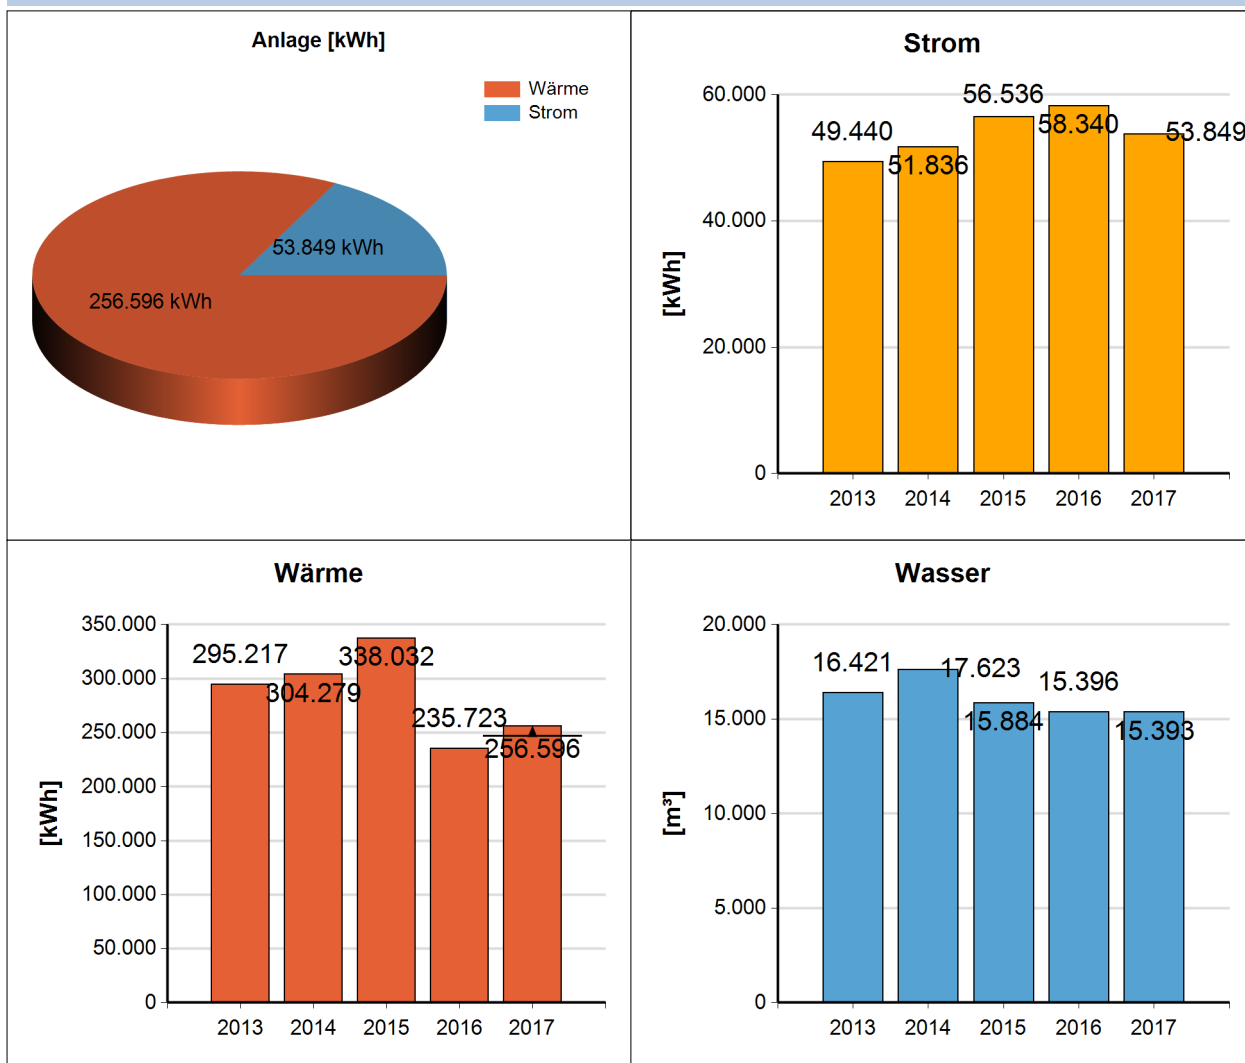 Anlage [kWh]
Wärme
Strom
53.849 kWh
256.596 kWh
Strom
60.000
40.000
20.000
0
[kWh]
49.440
51.836
56.536
58.340
53.849
2013 2014 2015 2016 2017
Wärme
350.000
300.000
250.000
200.000
150.000
100.000
50.000
0
[kWh]
295.217
304.279
338.032
235.723
256.596
2013 2014 2015 2016 2017
Wasser
20.000
15.000
10.000
5.000
0
[m³]
16.421
17.623
15.884
15.396
15.393
2013 2014 2015 2016 2017